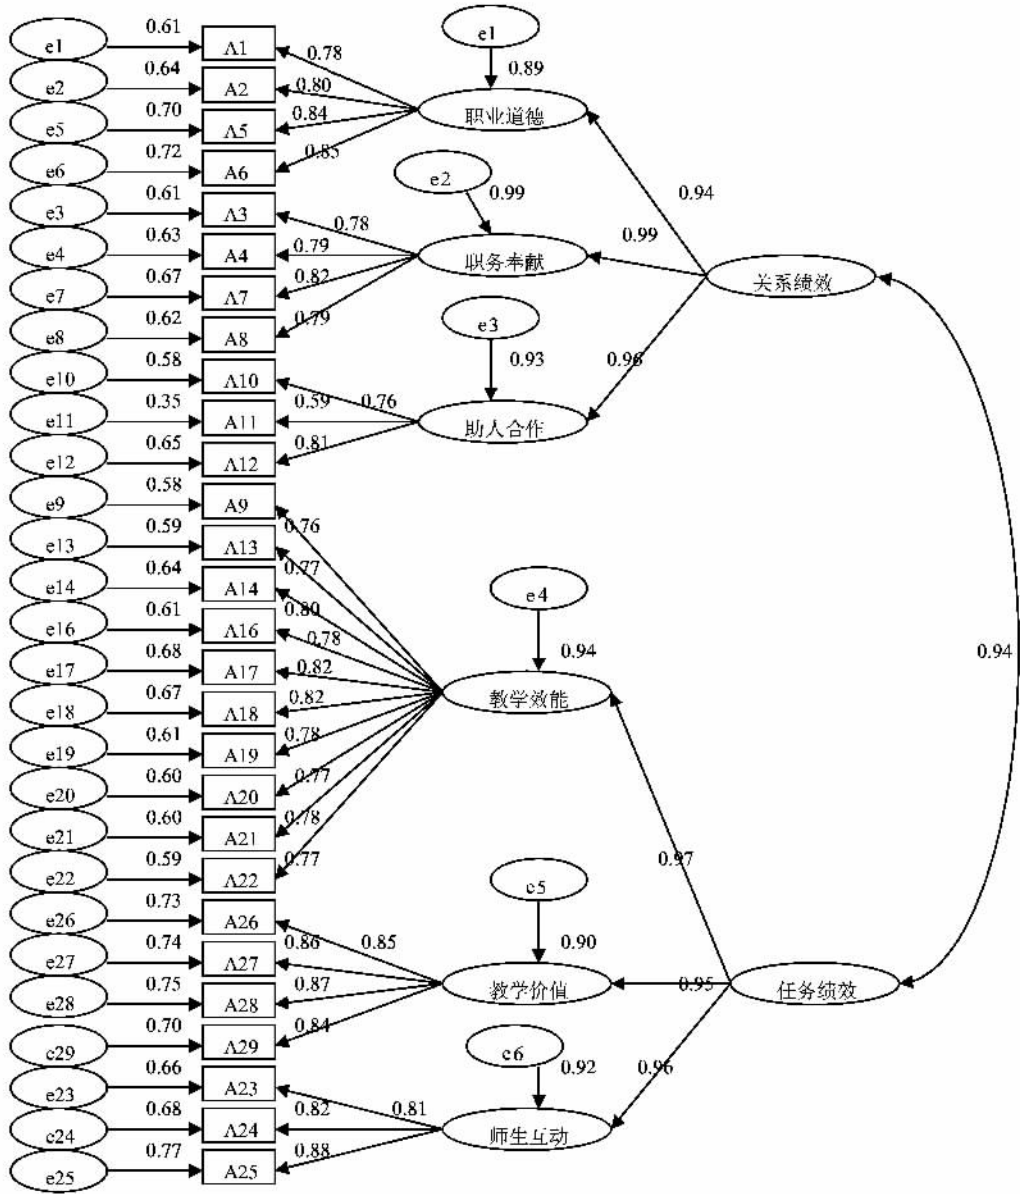 e1 0.61 A1 0.78 e1 0.89
e2 0.64 A2 0.80 职业道德
e5 0.70 A5 0.84
e6 0.72 A6 0.85 e2 0.99 0.94
e3 0.61 A3 0.78
e4 0.63 A4 0.79 职务奉献 0.99
e7 0.67 A7 0.82 关系绩效
e8 0.62 A8 0.79 e3 0.93
e10 0.58 A10 0.76 0.96
e11 0.35 A11 0.59 助人合作
e12 0.65 A12 0.81
e9 0.58 A9 0.76
e13 0.59 A13 0.77
e14 0.64 A14 0.80 e4
e16 0.61 A16 0.78
e17 0.68 A17 0.82 0.94 0.94
e18 0.67 A18 0.82 教学效能
e19 0.61 A19 0.78
e20 0.60 A20 0.77
e21 0.60 A21 0.78
e22 0.59 A22 0.77 e5 0.97
e26 0.73 A26 0.85 0.90
e27 0.74 A27 0.86
e28 0.75 A28 0.87 教学价值 0.95 任务绩效
e29 0.70 A29 0.84 e6
e23 0.66 A23 0.81 0.92 0.96
e24 0.68 A24 0.82 师生互动
e25 0.77 A25 0.88